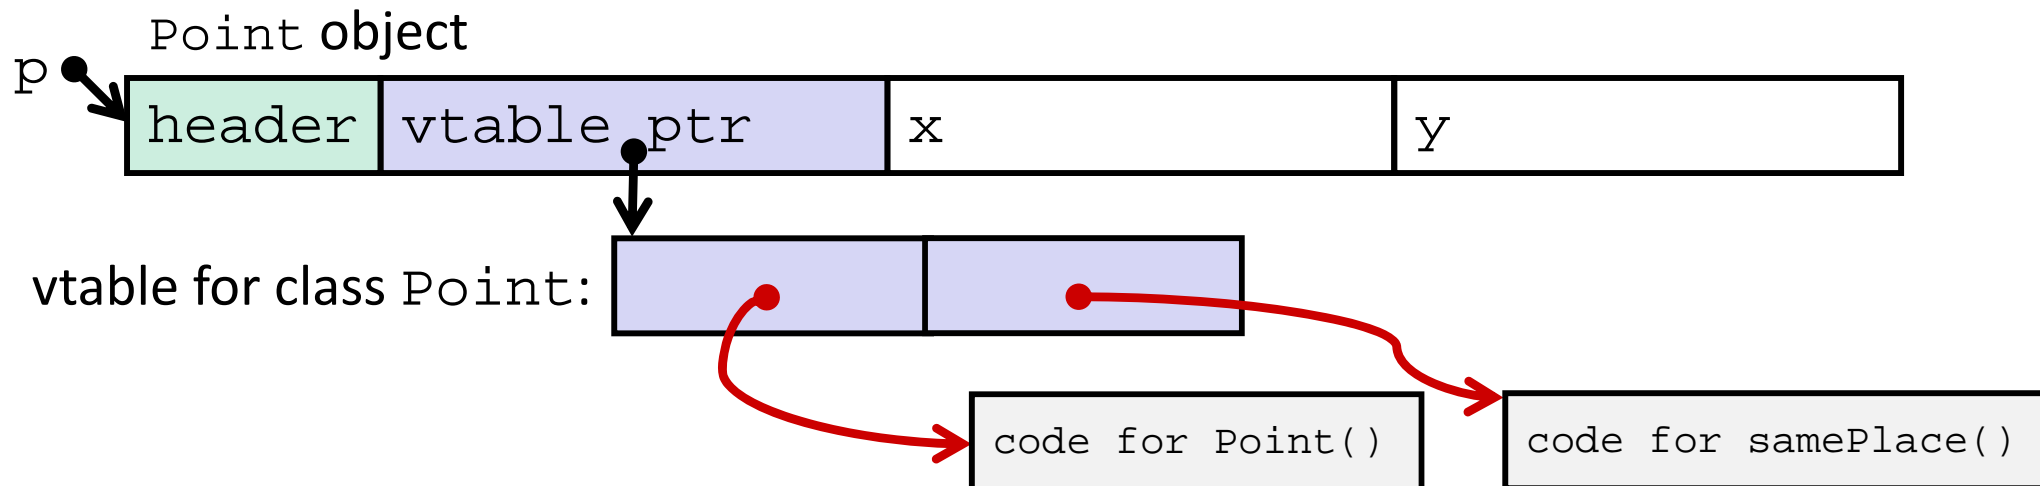 Point object
p
header vtable ptr x y
vtable for class Point:
code for Point() code for samePlace()